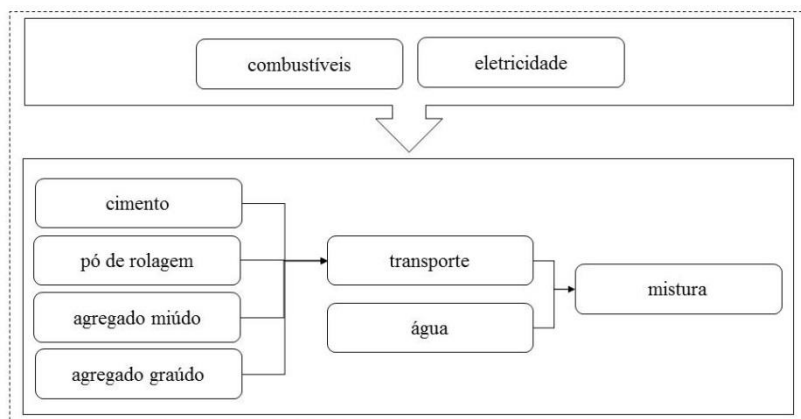 combustíveis
eletricidade
cimento
pó de rolagem
transporte
mistura
agregado miúdo
água
agregado graúdo